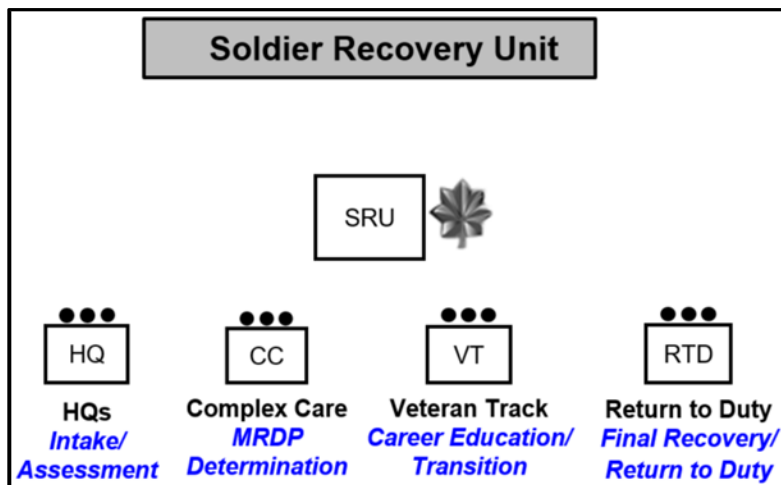 Soldier Recovery Unit
SRU
HQ
CC
VT
RTD
HQs
Intake/
Assessment
Complex Care
MRDP
Determination
Veteran Track
Career Education/
Transition
Return to Duty
Final Recovery/
Return to Duty